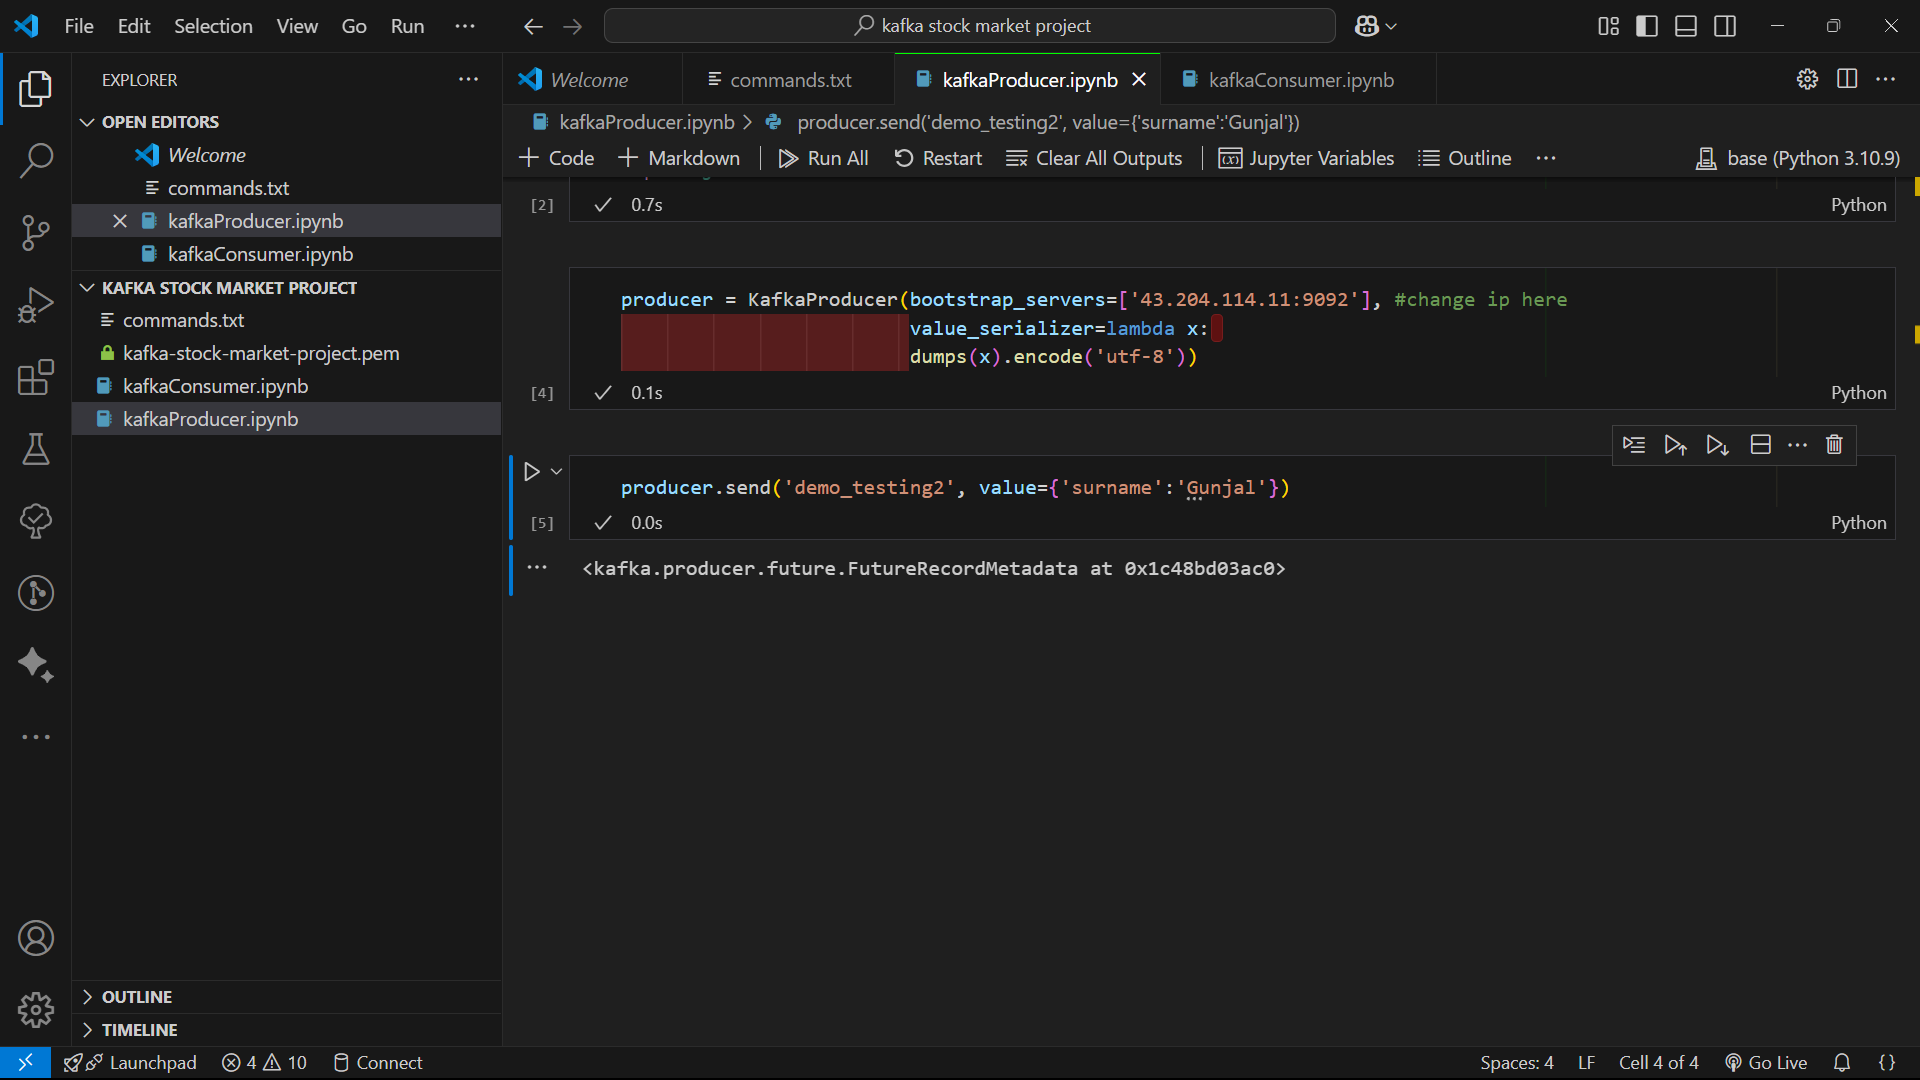 File Edit Selection View Go Run ...
kafka stock market project
EXPLORER
OPEN EDITORS
Welcome
commands.txt
kafkaProducer.ipynb
kafkaConsumer.ipynb
KAFKA STOCK MARKET PROJECT
commands.txt
kafka-stock-market-project.pem
kafkaConsumer.ipynb
kafkaProducer.ipynb
OUTLINE
TIMELINE
Welcome commands.txt kafkaProducer.ipynb kafkaConsumer.ipynb
kafkaProducer.ipynb > producer.send('demo_testing2', value={'surname':'Gunjal'})
+ Code + Markdown | Run All Restart Clear All Outputs | Jupyter Variables Outline ... base (Python 3.10.9)
[2] 0.7s Python
producer = KafkaProducer(bootstrap_servers=['43.204.114.11:9092'], #change ip here
value_serializer=lambda x:
dumps(x).encode('utf-8'))
[4] 0.1s Python
producer.send('demo_testing2', value={'surname':'Gunjal'})
[5] 0.0s Python
<kafka.producer.future.FutureRecordMetadata at 0x1c48bd03ac0>
Launchpad 4 10 Connect Spaces: 4 LF Cell 4 of 4 Go Live {}